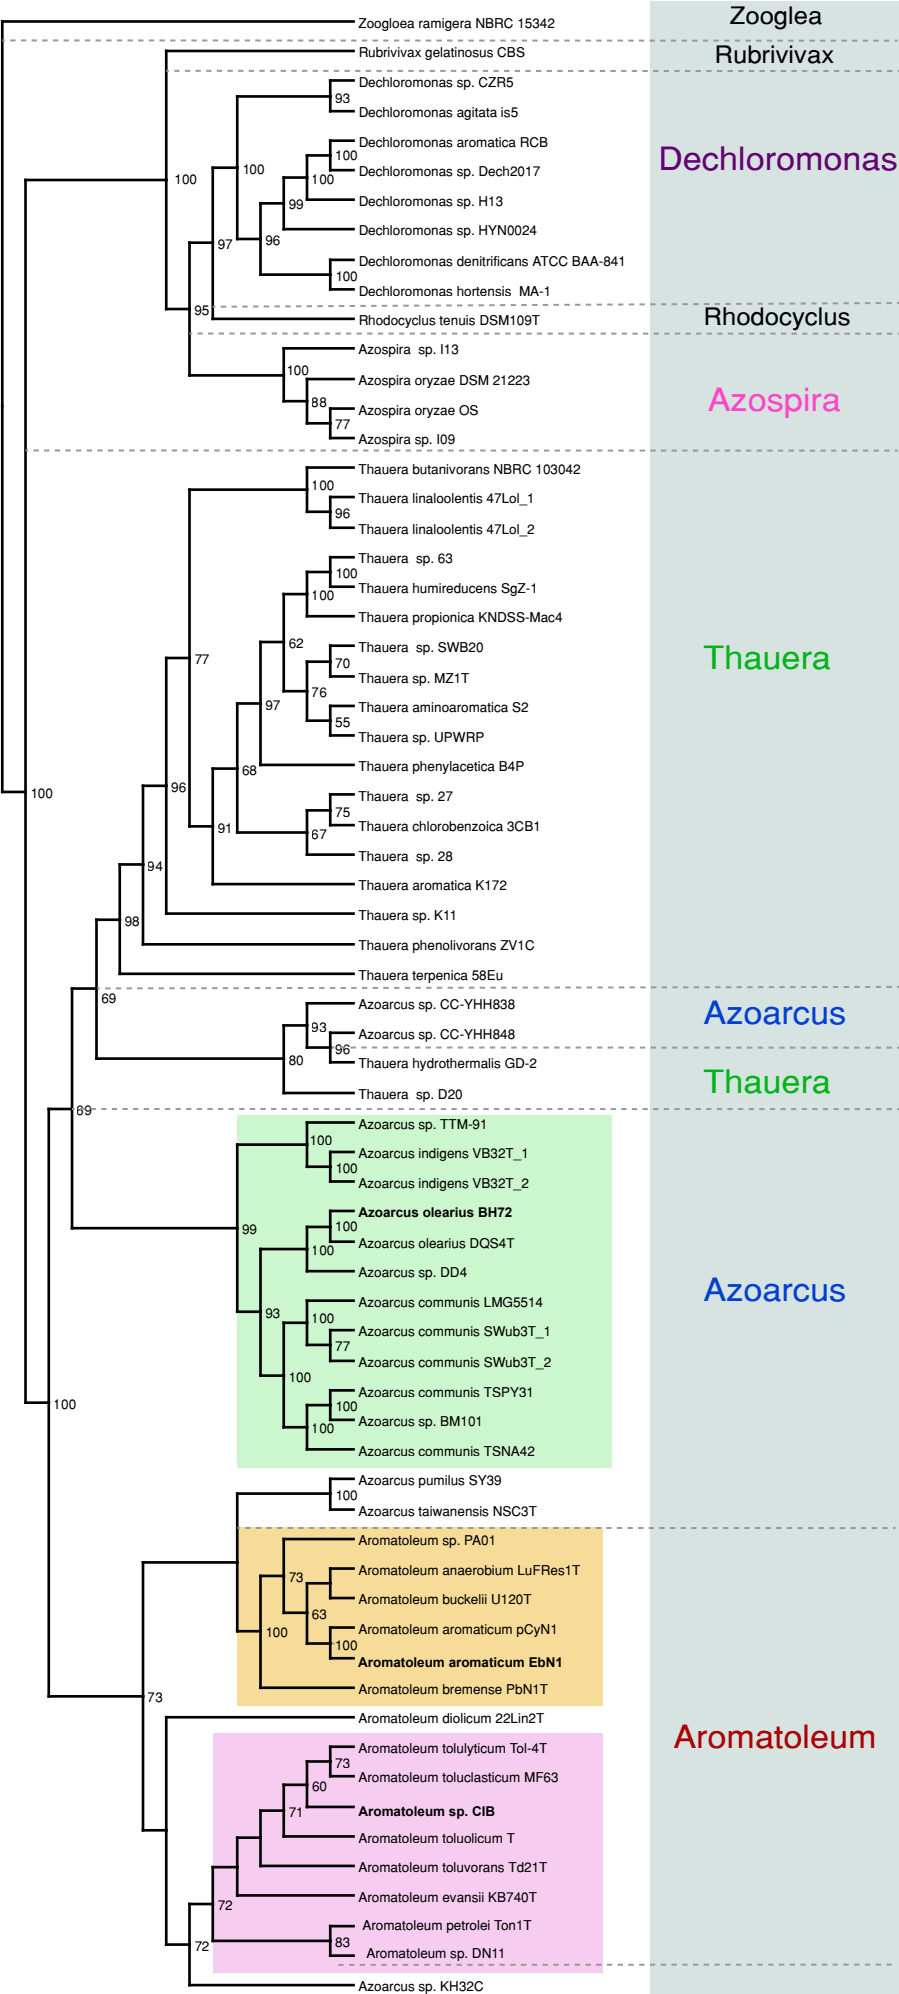 Zoogloea ramigera NBRC 15342
Zooglea
Rubrivivax gelatinosus CBS
Rubrivivax
Dechloromonas sp. CZR5
93
Dechloromonas agitata is5
Dechloromonas aromatica RCB
100
Dechloromonas
100
Dechloromonas sp. Dech2017
100
100
Dechloromonas sp. H13
99
Dechloromonas sp. HYN0024
97
96
Dechloromonas denitrificans ATCC BAA-841
100
Dechloromonas hortensis MA-1
95
Rhodocyclus tenuis DSM109T
Rhodocyclus
Azospira sp. I13
100
Azospira oryzae DSM 21223
88
Azospira
Azospira oryzae OS
77
Azospira sp. I09
Thauera butanivorans NBRC 103042
100
Thauera linaloolentis 47Lol_1
96
Thauera linaloolentis 47Lol_2
Thauera sp. 63
100
Thauera humireducens SgZ-1
100
Thauera propionica KNDSS-Mac4
62
Thauera sp. SWB20
77
70
Thauera
Thauera sp. MZ1T
76
97
Thauera aminoaromatica S2
55
Thauera sp. UPWRP
Thauera phenylacetica B4P
68
96
100
Thauera sp. 27
75
91
Thauera chlorobenzoica 3CB1
67
Thauera sp. 28
94
Thauera aromatica K172
Thauera sp. K11
98
Thauera phenolivorans ZV1C
Thauera terpenica 58Eu
69
Azoarcus sp. CC-YHH838
Azoarcus
93
Azoarcus sp. CC-YHH848
96
80
Thauera hydrothermalis GD-2
Thauera
Thauera sp. D20
69
Azoarcus sp. TTM-91
100
Azoarcus indigens VB32T_1
100
Azoarcus indigens VB32T_2
Azoarcus olearius BH72
99
100
Azoarcus olearius DQS4T
100
Azoarcus sp. DD4
Azoarcus
Azoarcus communis LMG5514
93
100
Azoarcus communis SWub3T_1
77
Azoarcus communis SWub3T_2
100
Azoarcus communis TSPY31
100
100
Azoarcus sp. BM101
100
Azoarcus communis TSNA42
Azoarcus pumilus SY39
100
Azoarcus taiwanensis NSC3T
Aromatoleum sp. PA01
Aromatoleum anaerobium LuFRes1T
73
Aromatoleum buckelii U120T
63
Aromatoleum aromaticum pCyN1
100
100
Aromatoleum aromaticum EbN1
Aromatoleum bremense PbN1T
73
Aromatoleum diolicum 22Lin2T
Aromatoleum
Aromatoleum tolulyticum Tol-4T
73
Aromatoleum toluclasticum MF63
60
Aromatoleum sp. CIB
71
Aromatoleum toluolicum T
Aromatoleum toluvorans Td21T
Aromatoleum evansii KB740T
72
Aromatoleum petrolei Ton1T
83
72
Aromatoleum sp. DN11
Azoarcus sp. KH32C